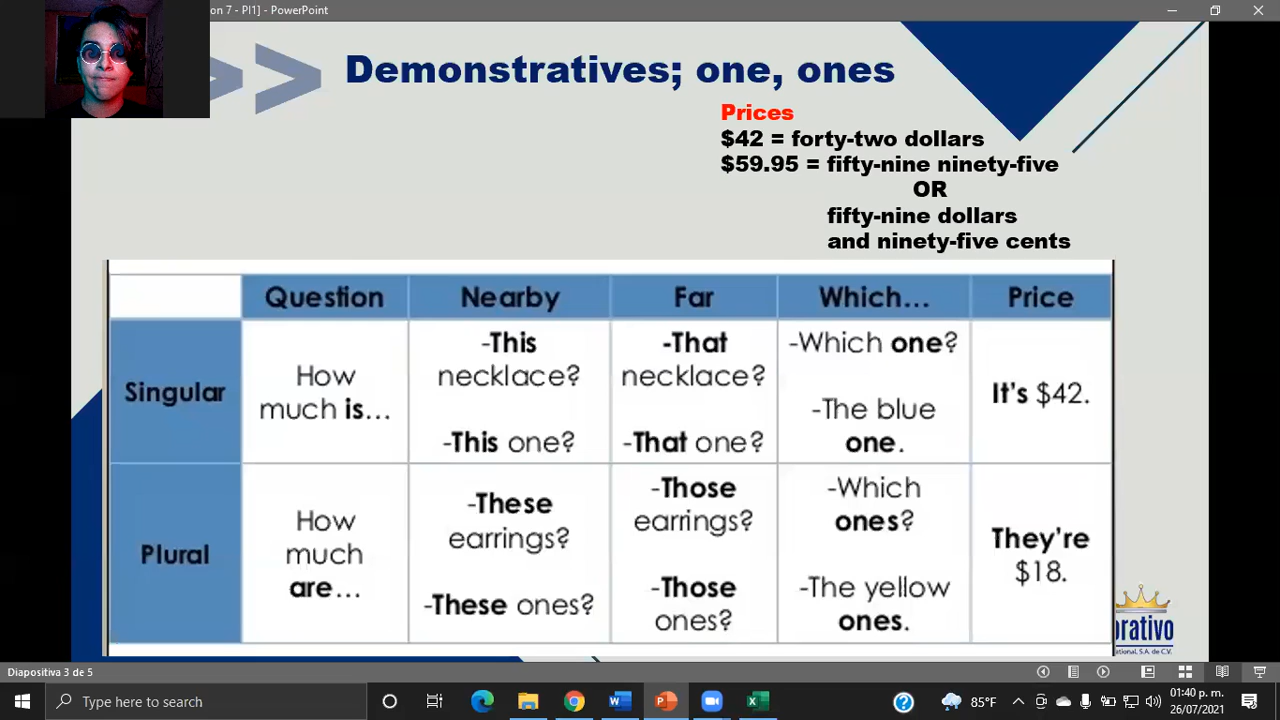 on 7 - PI1] - PowerPoint
>> Demonstratives; one, ones
Prices
$42 = forty-two dollars
$59.95 = fifty-nine ninety-five
OR
fifty-nine dollars
and ninety-five cents
Question Nearby Far Which... Price
Singular
How
much is...
-This
necklace?
-This one?
-That
necklace?
-That one?
-Which one?
-The blue
one.
It's $42.
Plural
How
much
are...
-These
earrings?
-These ones?
-Those
earrings?
-Those
ones?
-Which
ones?
-The yellow
ones.
They're
$18.
orativo
national, S.A. de C.V.
Diapositiva 3 de 5
Type here to search
85°F
01:40 p. m.
26/07/2021